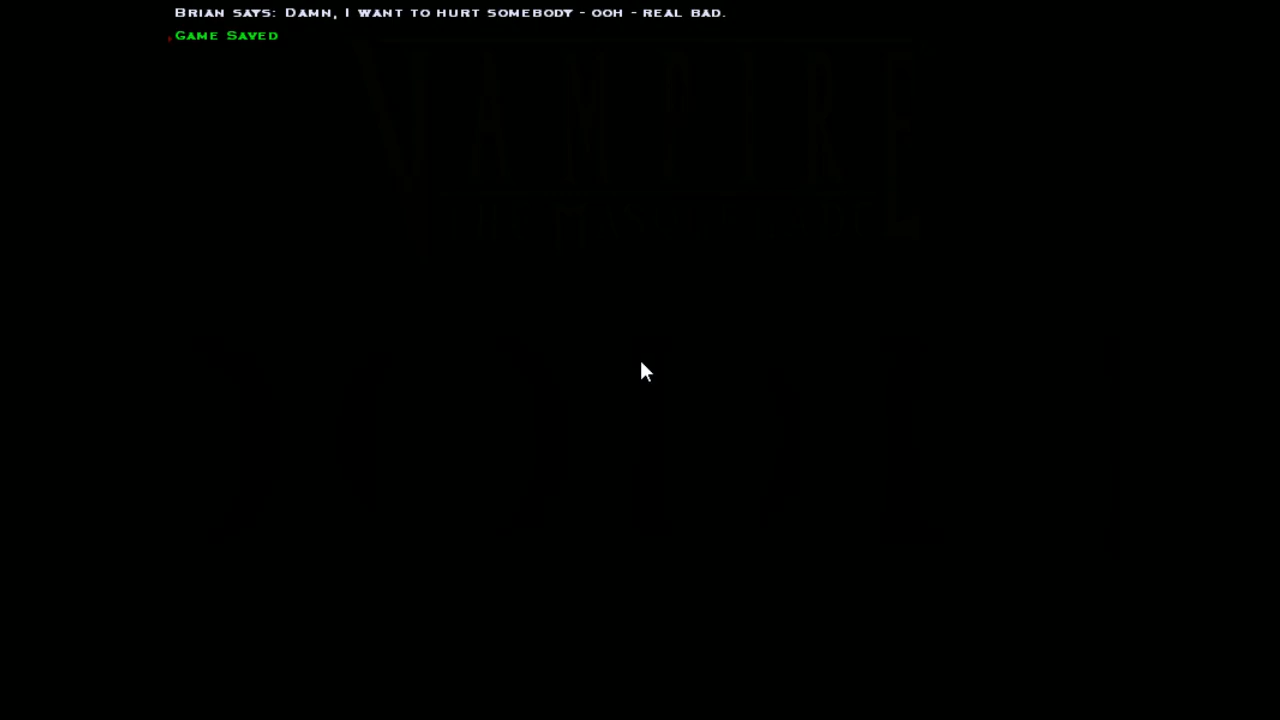 Brian says: Damn, I want to hurt somebody - ooh - real bad.
Game Saved